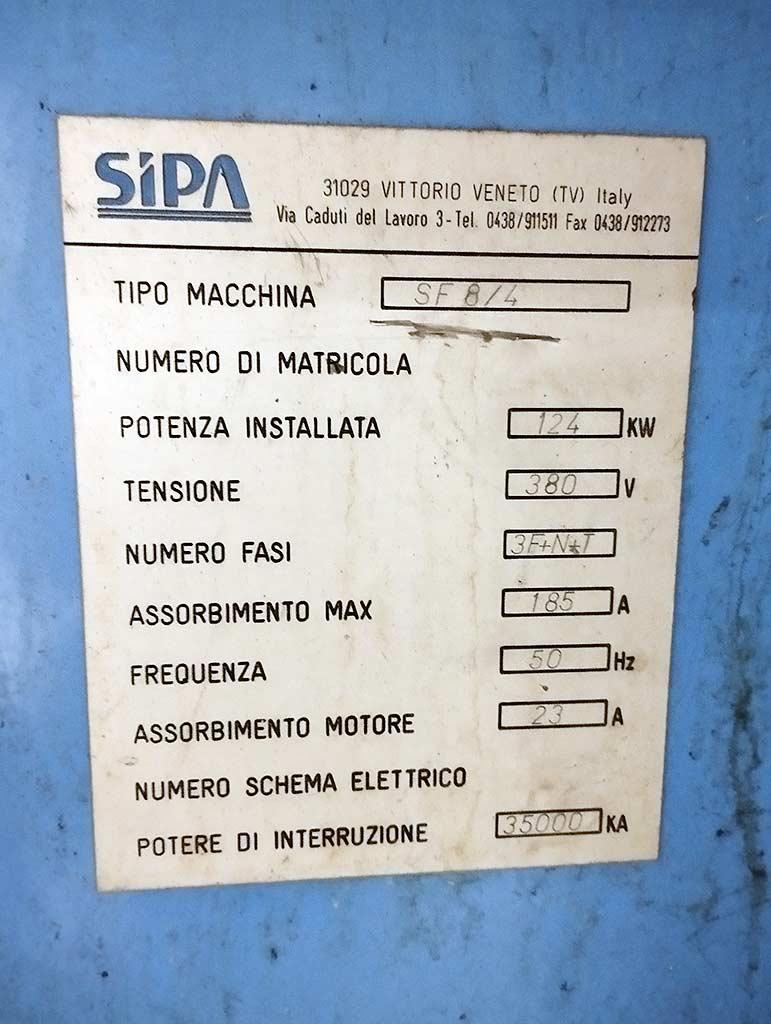 SIPA
31029 VITTORIO VENETO (TV) Italy
Via Caduti del Lavoro 3-Tel. 0438/911511 Fax 0438/912273
TIPO MACCHINA SF 8/4
NUMERO DI MATRICOLA
POTENZA INSTALLATA 124 KW
TENSIONE 380 V
NUMERO FASI 3F+N+T
ASSORBIMENTO MAX 185 A
FREQUENZA 50 Hz
ASSORBIMENTO MOTORE 23 A
NUMERO SCHEMA ELETTRICO
POTERE DI INTERRUZIONE 35000 KA